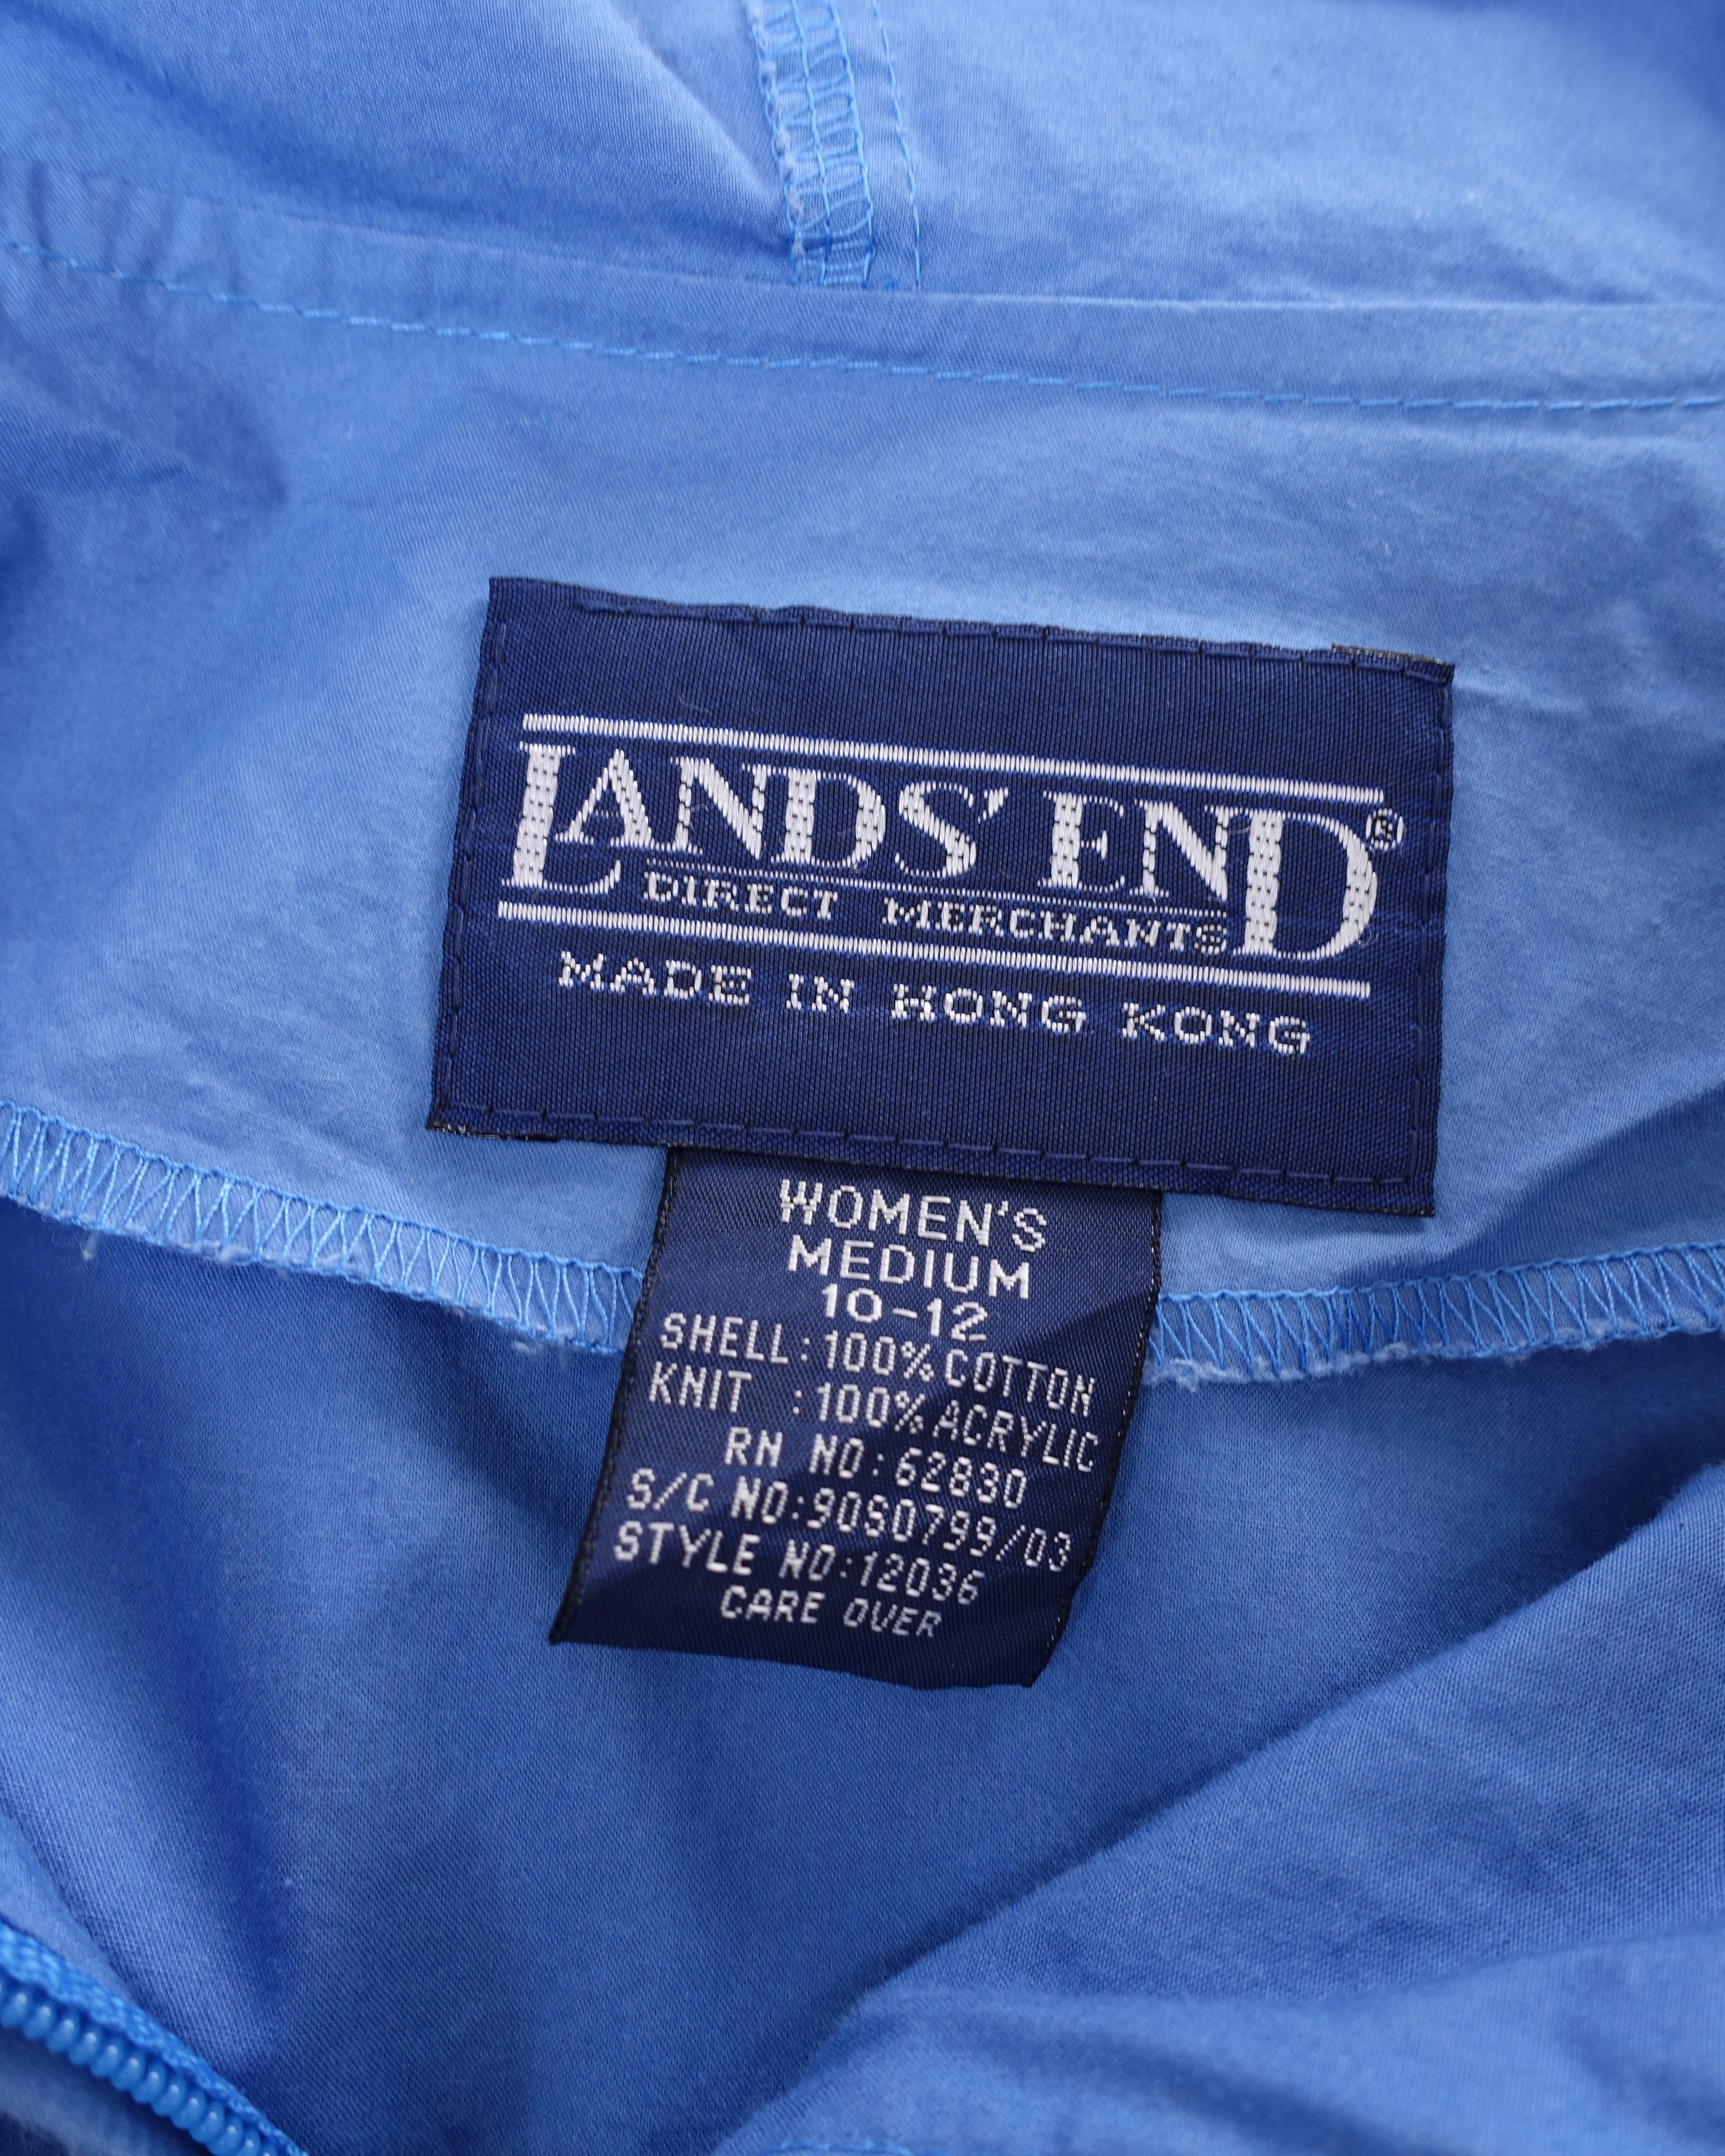 LANDS' END®
DIRECT MERCHANTS
MADE IN HONG KONG
WOMEN'S
MEDIUM
10-12
SHELL:100% COTTON
KNIT :100% ACRYLIC
RN NO:62830
S/C NO:90S0799/03
STYLE NO:12036
CARE OVER